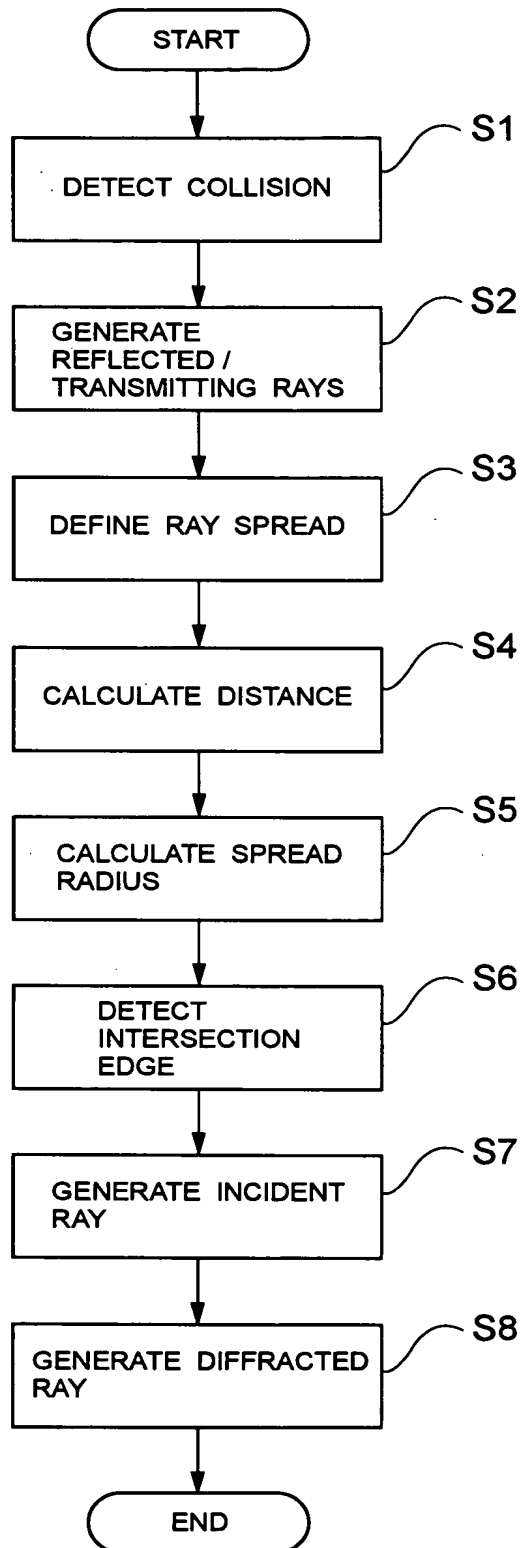 START
S1
DETECT COLLISION
S2
GENERATE
REFLECTED /
TRANSMITTING RAYS
S3
DEFINE RAY SPREAD
S4
CALCULATE DISTANCE
S5
CALCULATE SPREAD
RADIUS
S6
DETECT
INTERSECTION
EDGE
S7
GENERATE INCIDENT
RAY
S8
GENERATE DIFFRACTED
RAY
END